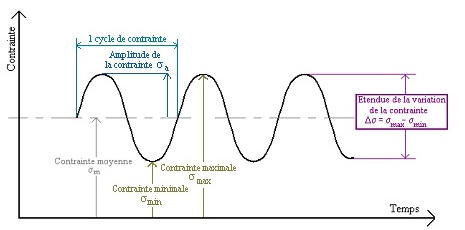 1 cycle de contrainte
Amplitude de
la contrainte σa
Contrainte
Etendue de la variation
de la contrainte
Δσ = σmax - σmin
Contrainte moyenne
σm
Contrainte maximale
σmax
Contrainte minimale
σmin
Temps